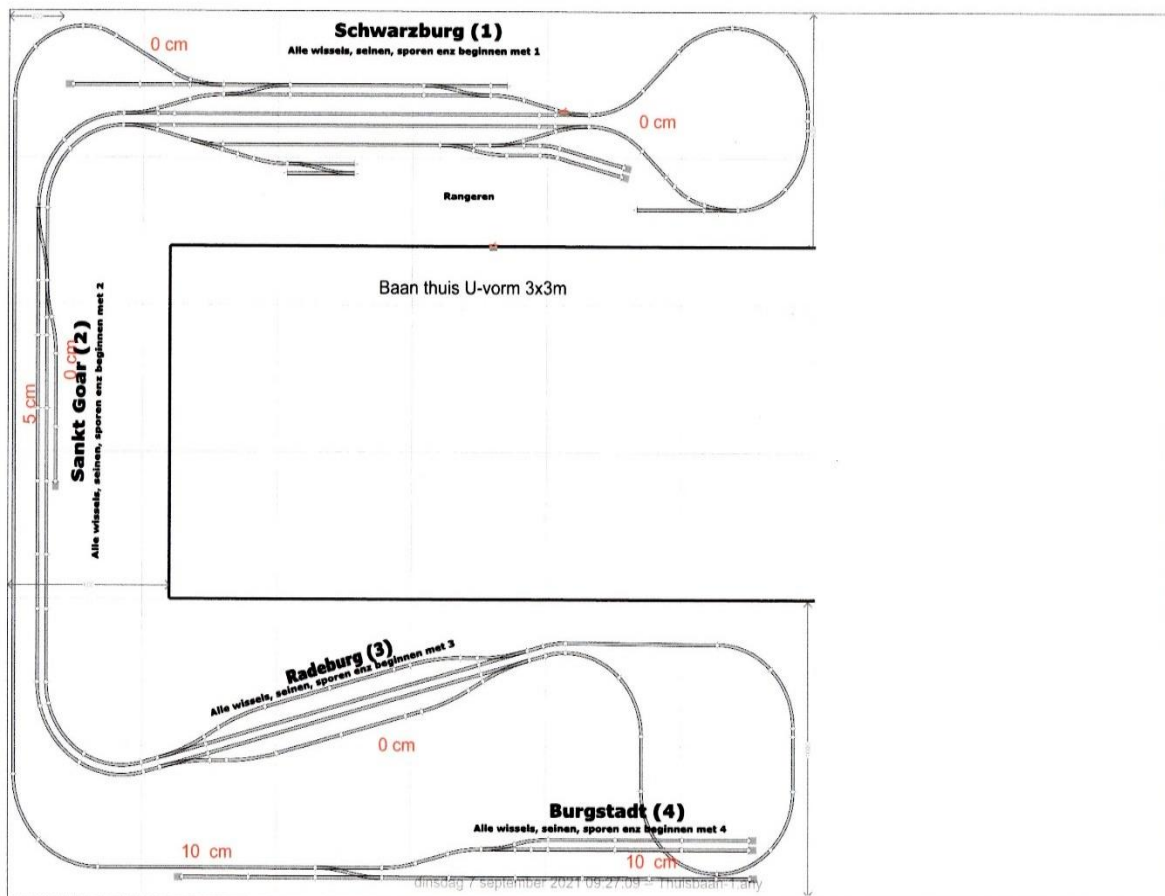 Schwarzburg (1)
Alle wissels, seinen, sporen enz beginnen met 1
0 cm
0 cm
Rangeren
Baan thuis U-vorm 3x3m
Sankt Goar (2)
Alle wissels, seinen, sporen enz beginnen met 2
0 cm
5 cm
Radeburg (3)
Alle wissels, seinen, sporen enz beginnen met 3
0 cm
Burgstadt (4)
Alle wissels, seinen, sporen enz beginnen met 4
10 cm
10 cm
dinsdag 7 september 2021 09:27:09 -- Thuisbaan-1.any